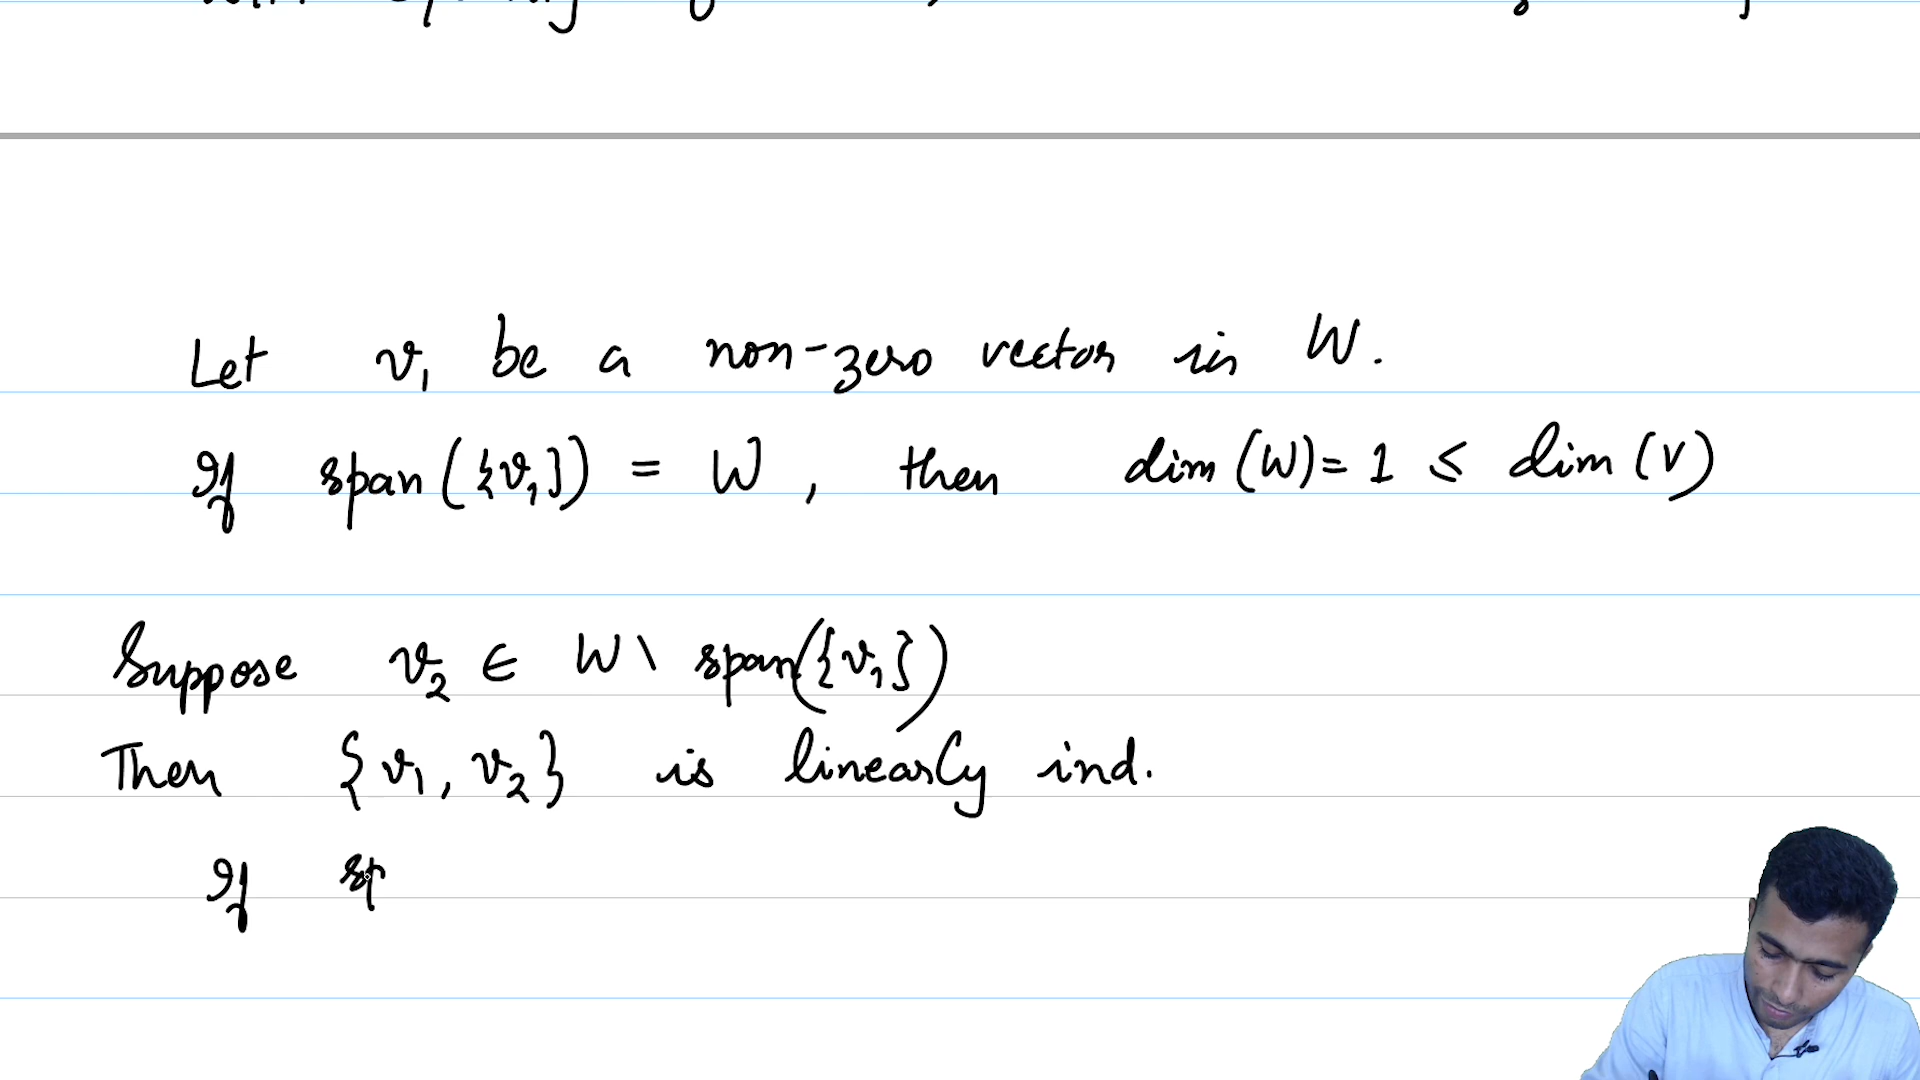 Let v₁ be a non-zero vector in W.
If span({v₁}) = W, then dim(W)= 1 ≤ dim(V)
Suppose v₂ ∈ W \ span({v₁})
Then {v₁, v₂} is linearly ind.
If sp